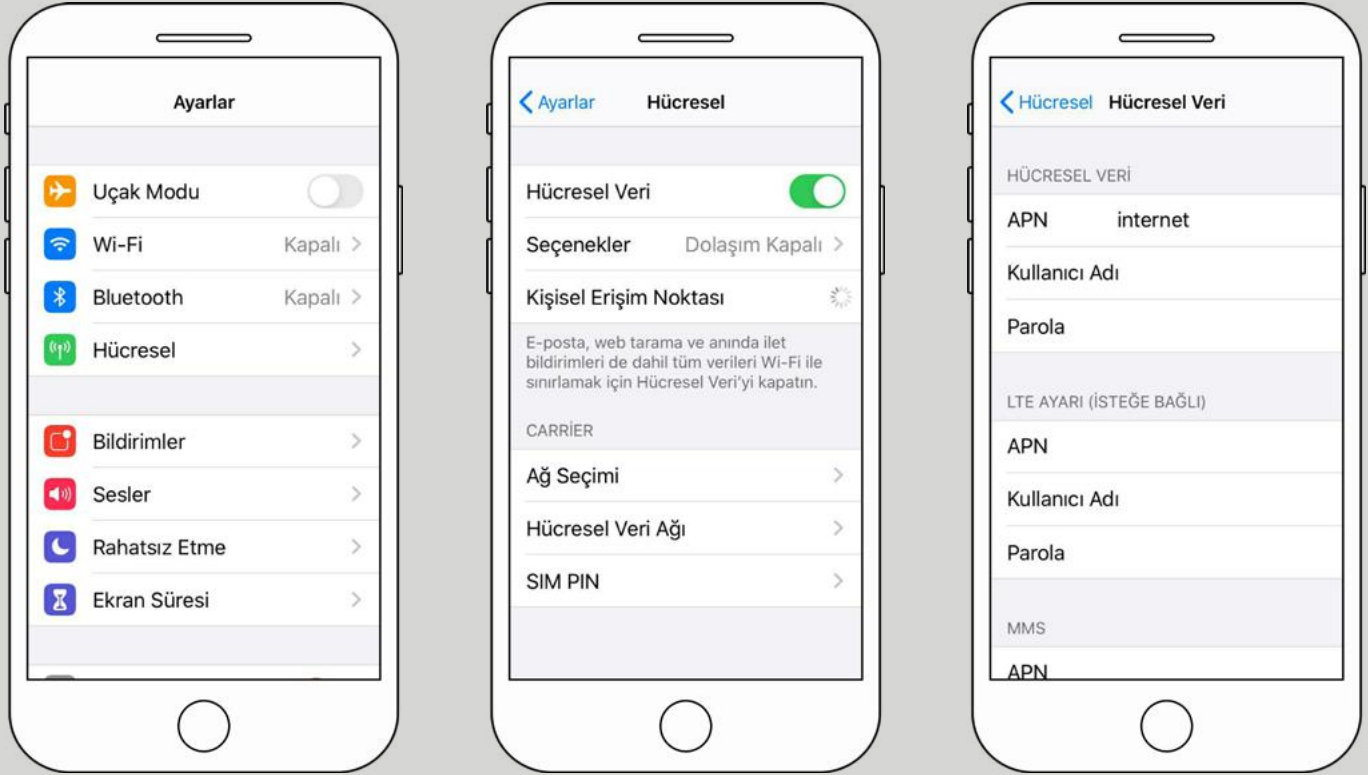 Ayarlar
Uçak Modu
Wi-Fi Kapalı
Bluetooth Kapalı
Hücresel
Bildirimler
Sesler
Rahatsız Etme
Ekran Süresi
Ayarlar Hücresel
Hücresel Veri
Seçenekler Dolaşım Kapalı
Kişisel Erişim Noktası
E-posta, web tarama ve anında ilet
bildirimleri de dahil tüm verileri Wi-Fi ile
sınırlamak için Hücresel Veri'yi kapatın.
CARRİER
Ağ Seçimi
Hücresel Veri Ağı
SIM PIN
Hücresel Hücresel Veri
HÜCRESEL VERİ
APN internet
Kullanıcı Adı
Parola
LTE AYARI (İSTEĞE BAĞLI)
APN
Kullanıcı Adı
Parola
MMS
APN